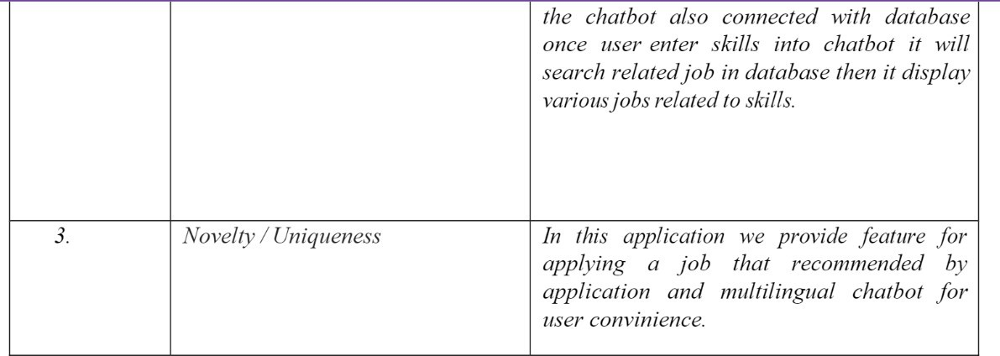 the chatbot also connected with database
once user enter skills into chatbot it will
search related job in database then it display
various jobs related to skills.
3.
Novelty / Uniqueness
In this application we provide feature for
applying a job that recommended by
application and multilingual chatbot for
user convinience.